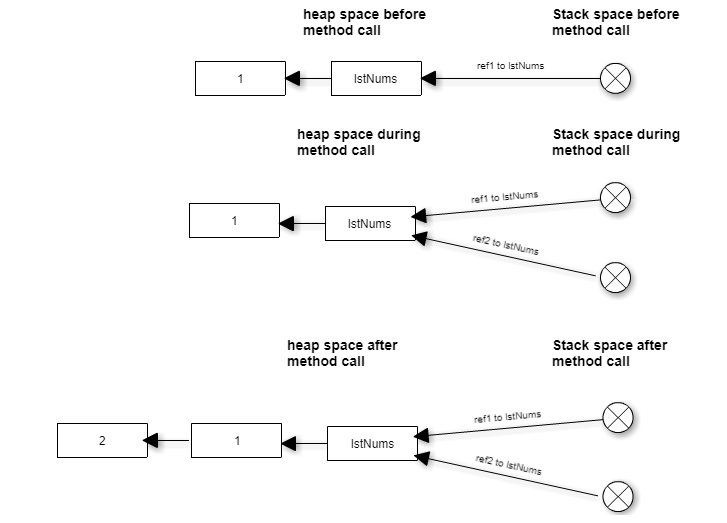 heap space before
method call
Stack space before
method call
1
lstNums
ref1 to lstNums
heap space during
method call
Stack space during
method call
1
lstNums
ref1 to lstNums
ref2 to lstNums
heap space after
method call
Stack space after
method call
2
1
lstNums
ref1 to lstNums
ref2 to lstNums